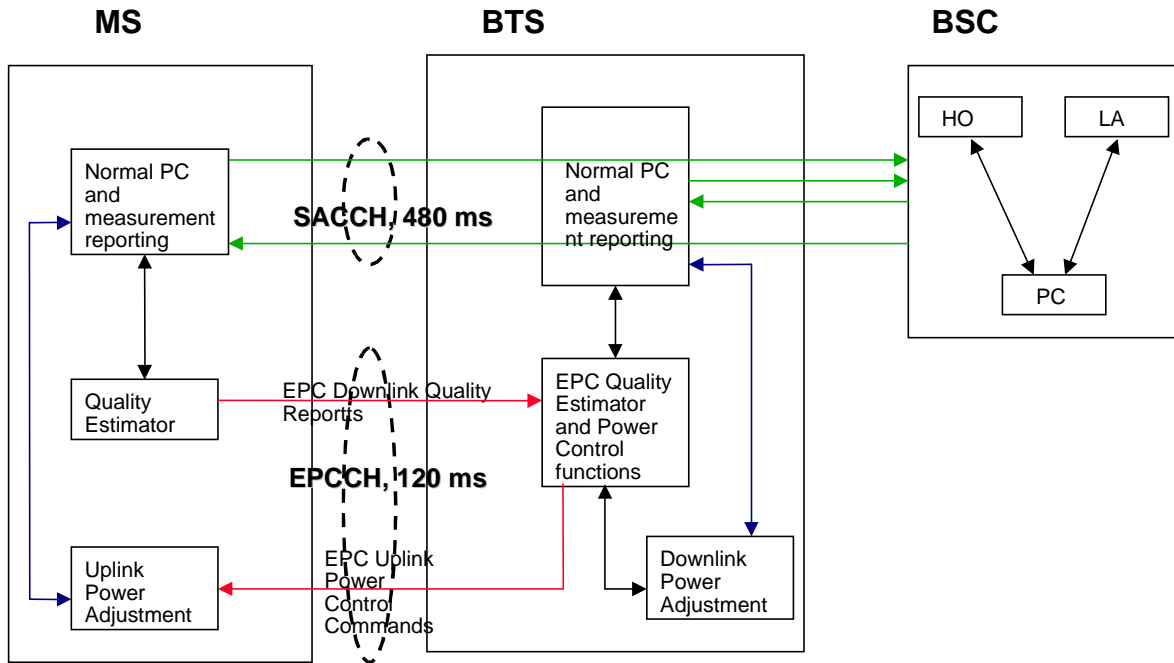 MS
BTS
BSC
HO
LA
PC
Normal PC
and
measurement
reporting
SACCH, 480 ms
Normal PC
and
measureme
nt reporting
Quality
Estimator
EPC Downlink Quality
Reportts
EPC Quality
Estimator
and Power
Control
functions
EPCCH, 120 ms
Uplink
Power
Adjustment
EPC Uplink
Power
Control
Commands
Downlink
Power
Adjustment